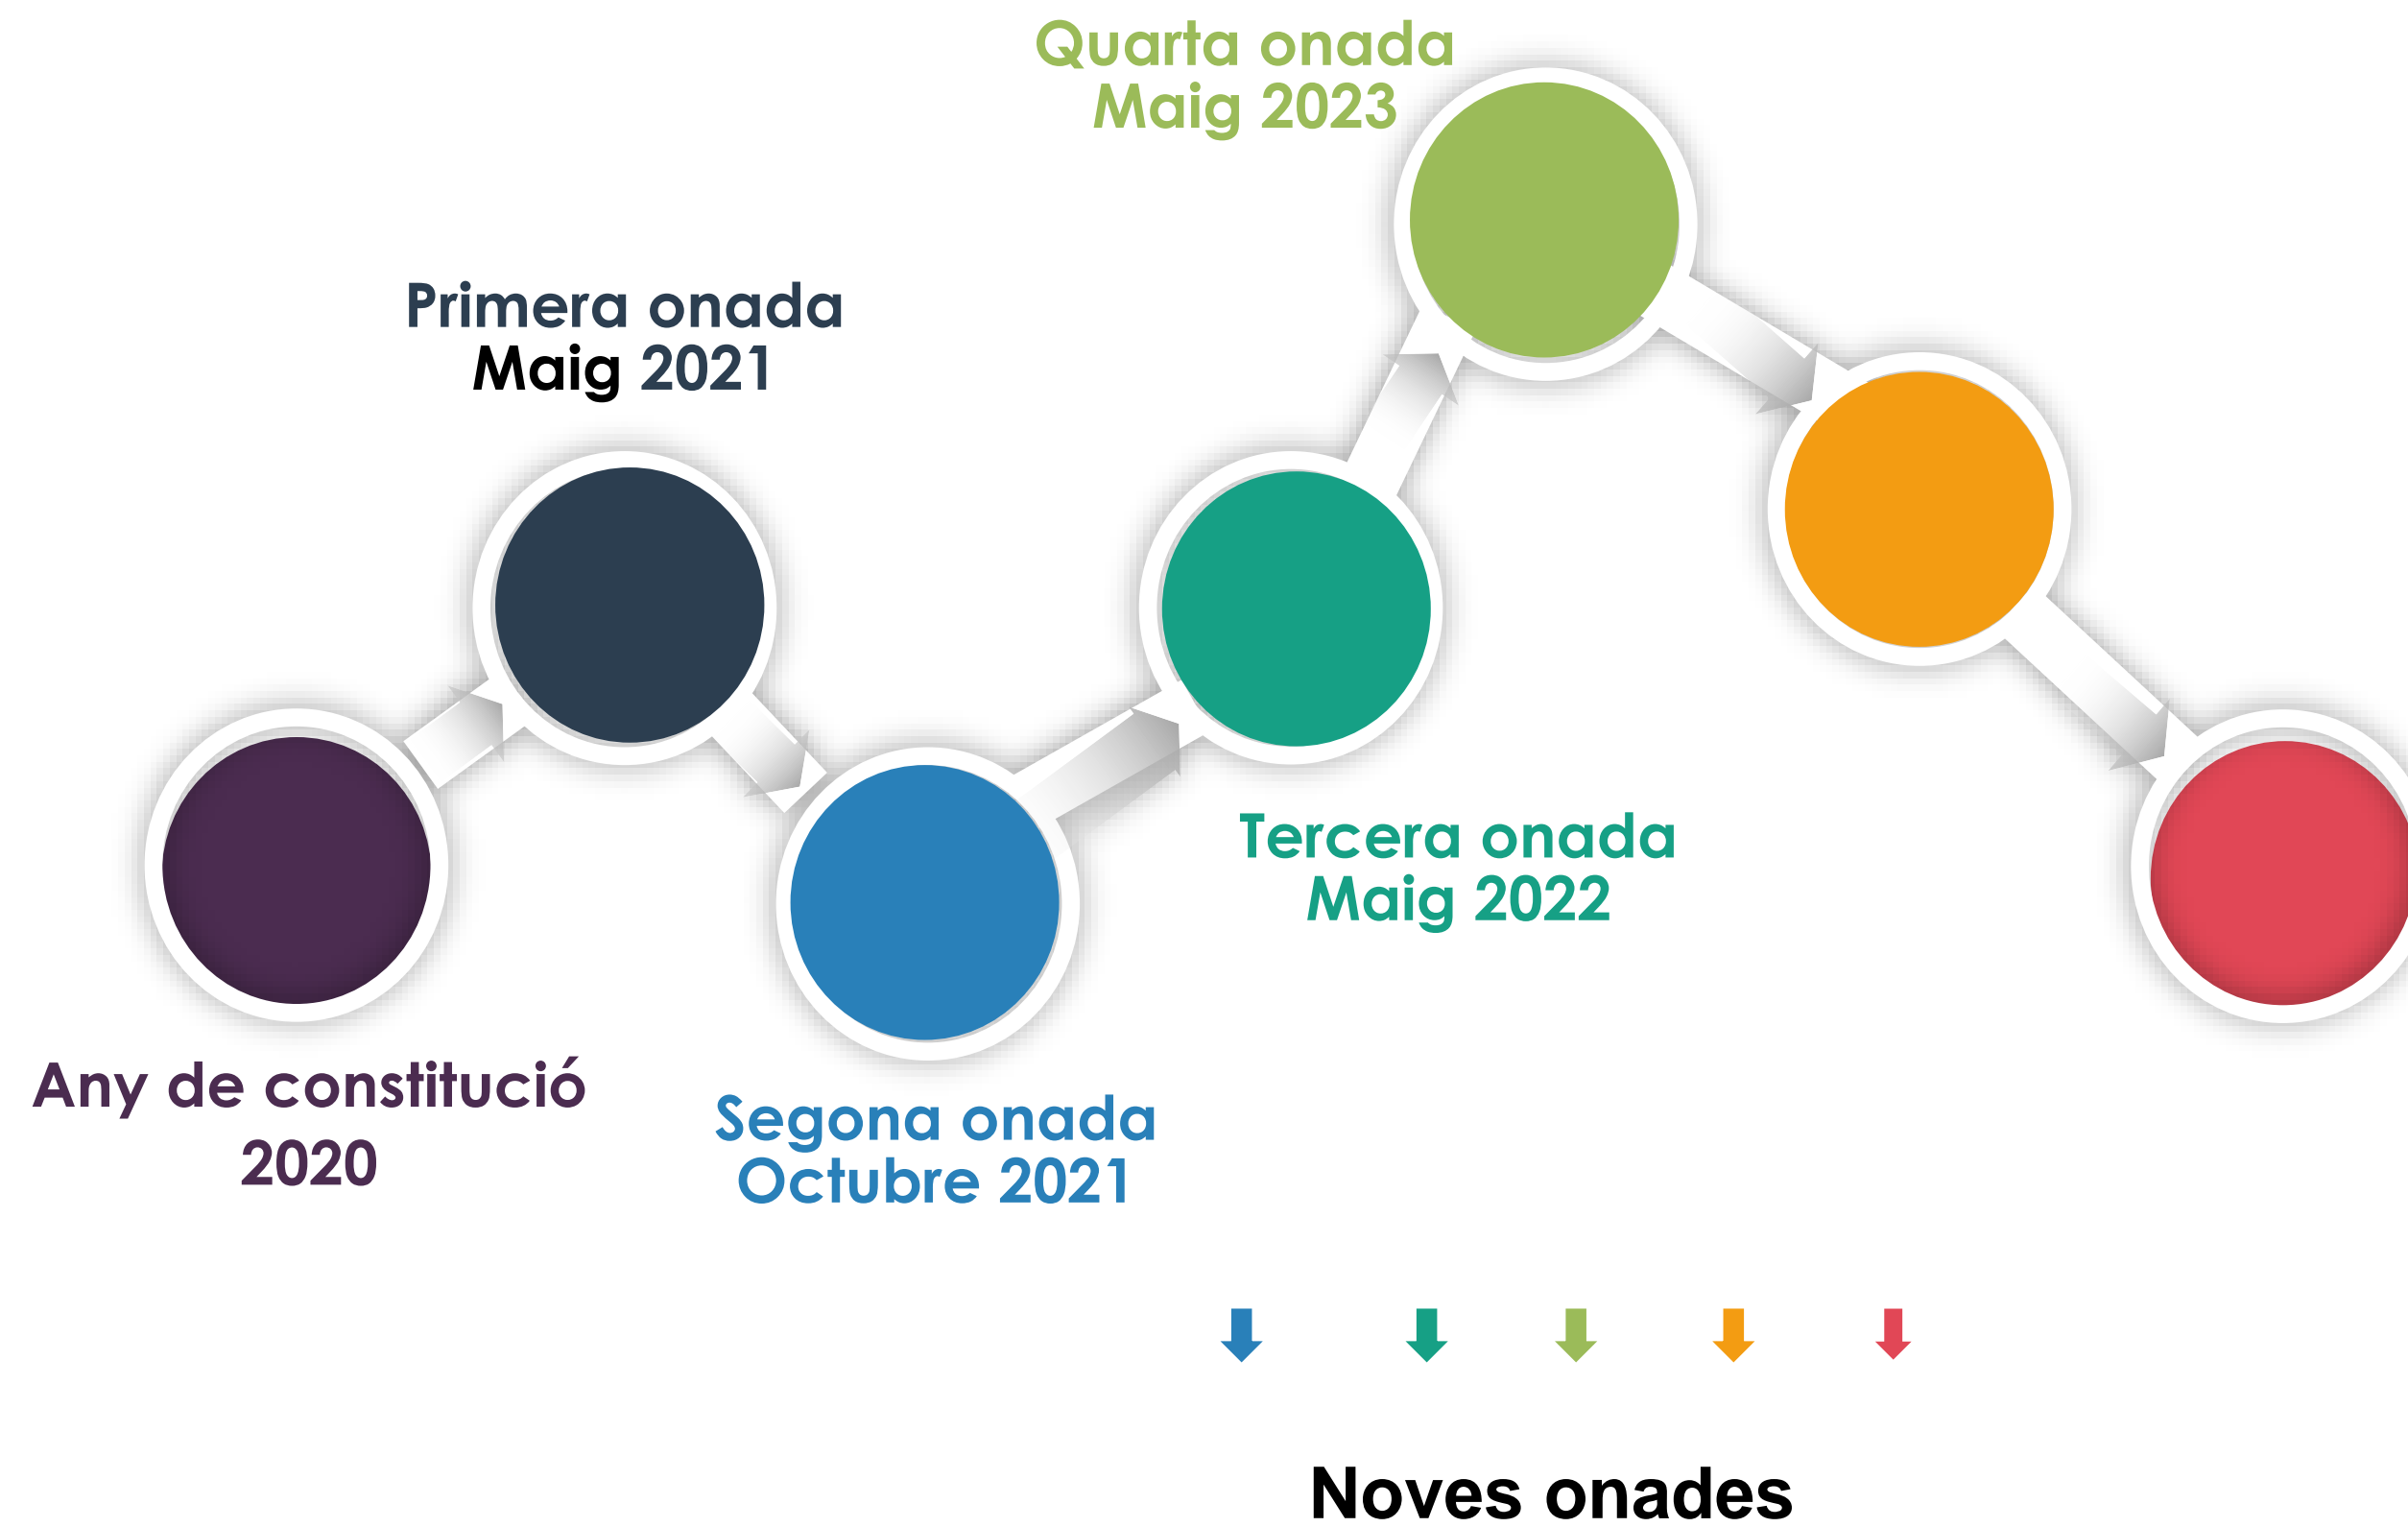 Quarta onada
Maig 2023
Primera onada
Maig 2021
Tercera onada
Maig 2022
Any de constitució
2020
Segona onada
Octubre 2021
Noves onades